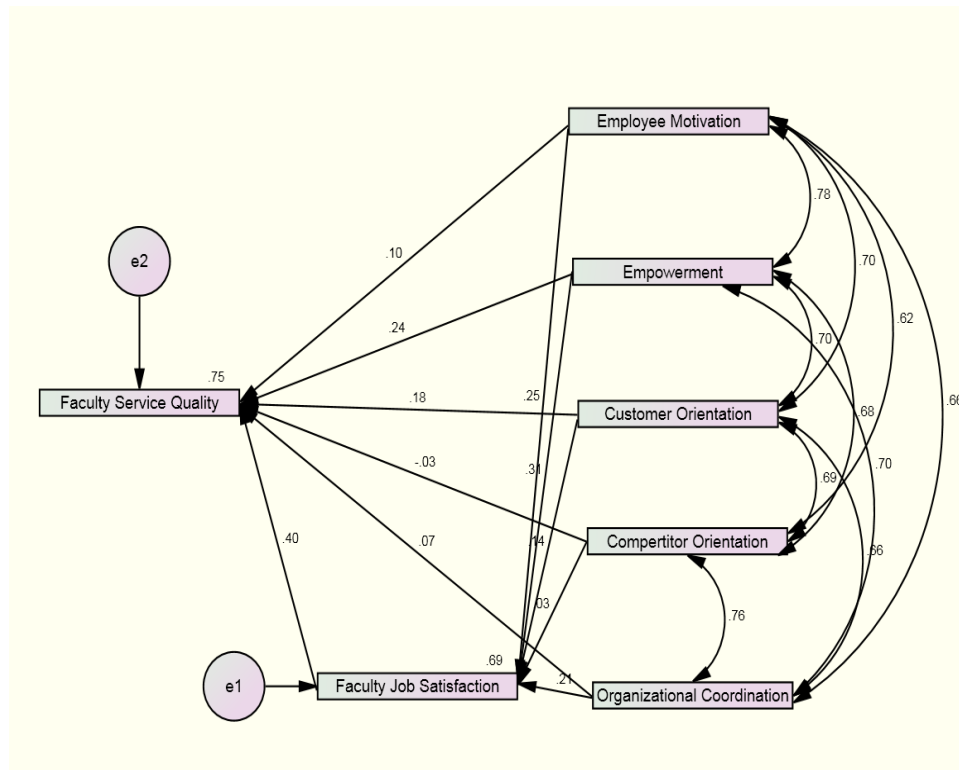 Employee Motivation
.78
.10
e2
Empowerment
.70
.24
.62
.70
.75
Faculty Service Quality
.18
.25
Customer Orientation
.68
.66
-.03
.31
.69
.70
.40
.07
.14
Compertitor Orientation
.66
.03
.76
.69
e1
Faculty Job Satisfaction
.21
Organizational Coordination